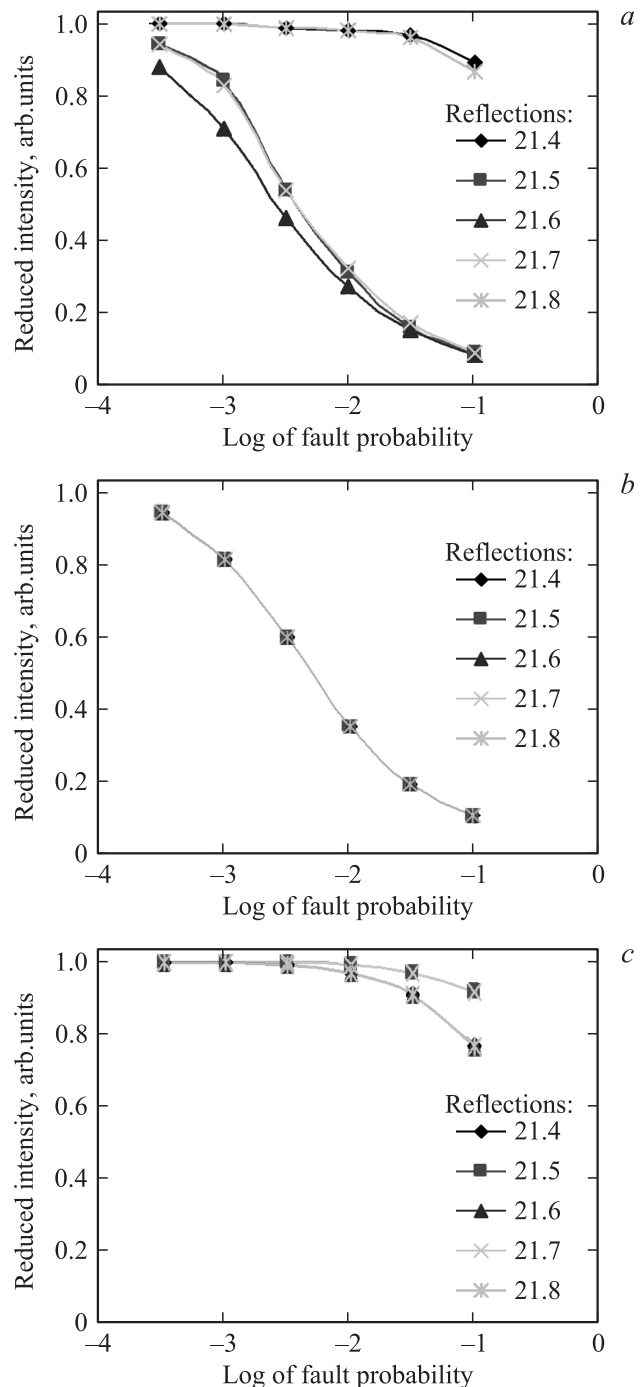 a
1.0
0.8
0.6
0.4
0.2
0
Reduced intensity, arb.units
Reflections:
21.4
21.5
21.6
21.7
21.8
–4 –3 –2 –1 0
Log of fault probability
b
1.0
0.8
0.6
0.4
0.2
0
Reduced intensity, arb.units
Reflections:
21.4
21.5
21.6
21.7
21.8
–4 –3 –2 –1 0
Log of fault probability
c
1.0
0.8
0.6
0.4
0.2
0
Reduced intensity, arb.units
Reflections:
21.4
21.5
21.6
21.7
21.8
–4 –3 –2 –1 0
Log of fault probability